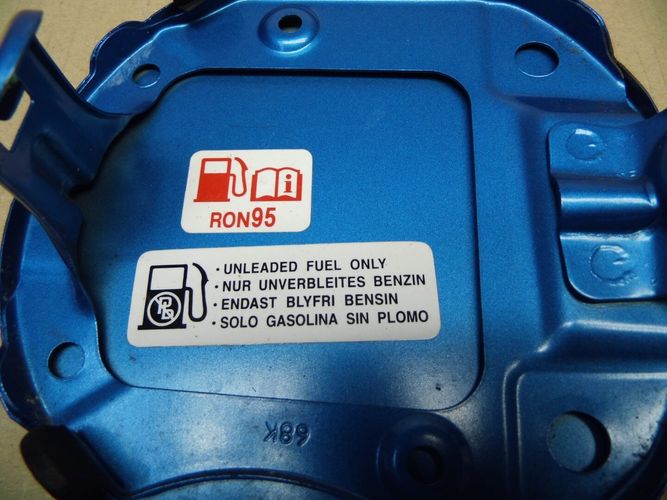 RON95
· UNLEADED FUEL ONLY
· NUR UNVERBLEITES BENZIN
· ENDAST BLYFRI BENSIN
· SOLO GASOLINA SIN PLOMO
68K